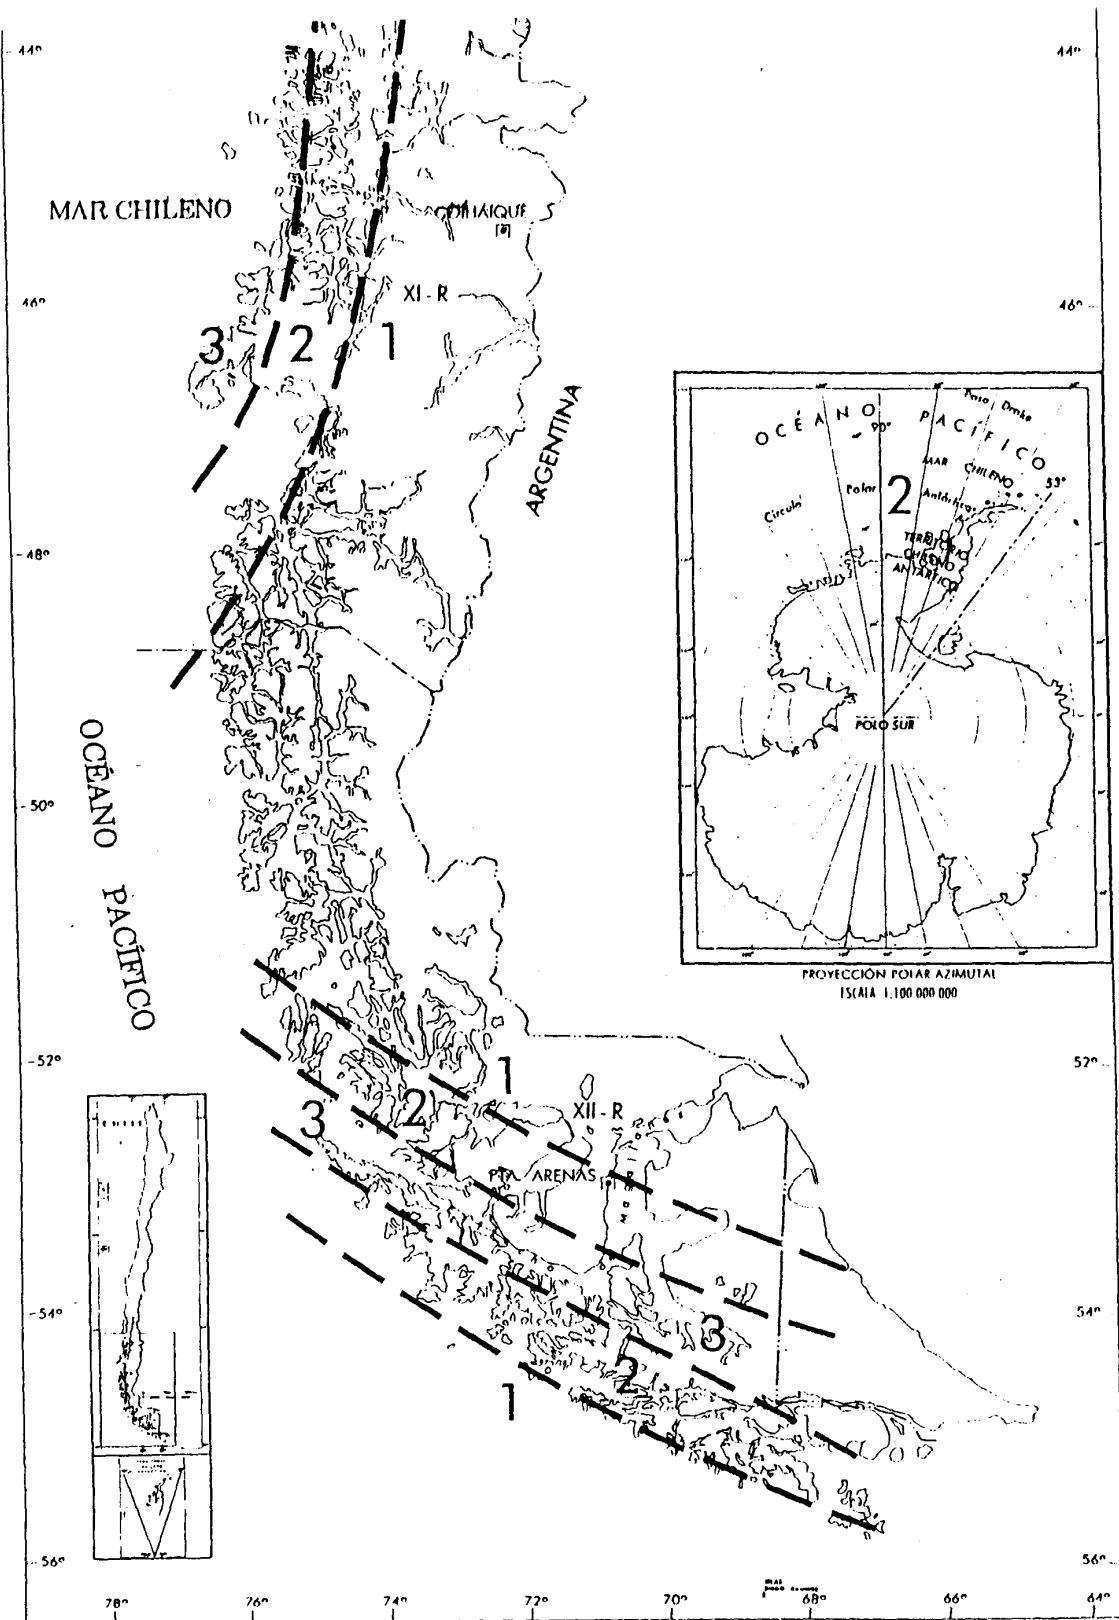 44°
44°
MAR CHILENO
COIHAIQUE
46°
XI - R
46°
3
2
1
ARGENTINA
OCÉANO PACÍFICO
Paso Drake
90°
MAR CHILENO
53°
Círculo
Polar
2
Antártico
TERRITORIO
CHILENO
ANTÁRTICO
POLO SUR
PROYECCIÓN POLAR AZIMUTAL
ESCALA 1:100 000 000
48°
50°
OCÉANO PACÍFICO
52°
52°
1
2
3
XII - R
PTA ARENAS
54°
54°
3
2
1
56°
56°
78°
76°
74°
72°
70°
68°
66°
64°